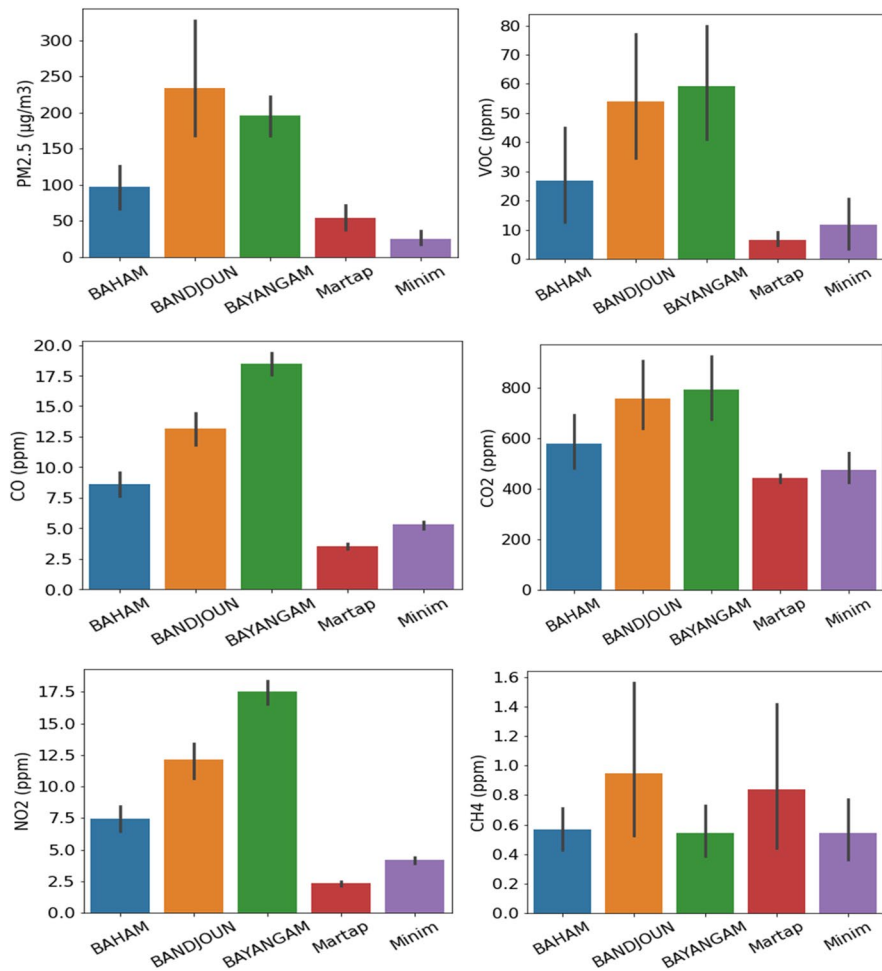 PM2.5 (µg/m3)
350
300
250
200
150
100
50
0
BAHAM
BANDJOUN
BAYANGAM
Martap
Minim
VOC (ppm)
80
70
60
50
40
30
20
10
0
BAHAM
BANDJOUN
BAYANGAM
Martap
Minim
CO (ppm)
20.0
17.5
15.0
12.5
10.0
7.5
5.0
2.5
0.0
BAHAM
BANDJOUN
BAYANGAM
Martap
Minim
CO2 (ppm)
800
600
400
200
0
BAHAM
BANDJOUN
BAYANGAM
Martap
Minim
NO2 (ppm)
17.5
15.0
12.5
10.0
7.5
5.0
2.5
0.0
BAHAM
BANDJOUN
BAYANGAM
Martap
Minim
CH4 (ppm)
1.6
1.4
1.2
1.0
0.8
0.6
0.4
0.2
0.0
BAHAM
BANDJOUN
BAYANGAM
Martap
Minim